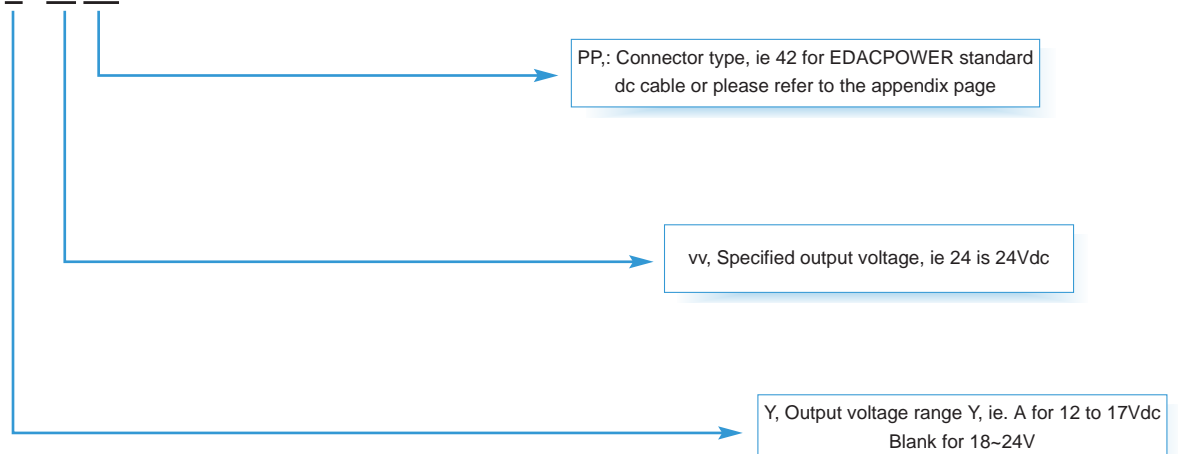 PP,: Connector type, ie 42 for EDACPOWER standard
dc cable or please refer to the appendix page
vv, Specified output voltage, ie 24 is 24Vdc
Y, Output voltage range Y, ie. A for 12 to 17Vdc
Blank for 18~24V